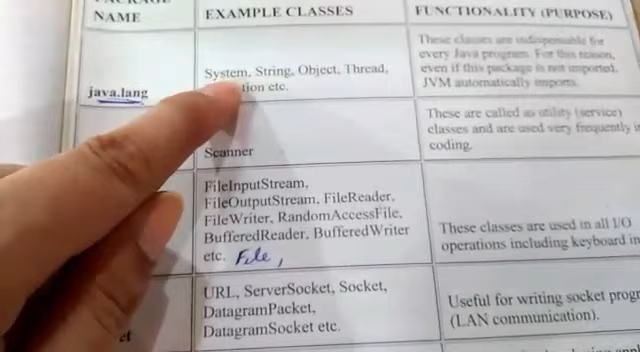 NAME
EXAMPLE CLASSES
FUNCTIONALITY (PURPOSE)
java.lang
System, String, Object, Thread,
etc.
These classes are indispensable for
every Java program. For this reason,
even if this package is not imported,
JVM automatically imports.
Scanner
These are called as utility (service)
classes and are used very frequently in
coding.
FileInputStream,
FileOutputStream, FileReader,
FileWriter, RandomAccessFile,
BufferedReader, BufferedWriter
etc. File,
These classes are used in all I/O
operations including keyboard
URL, ServerSocket, Socket,
DatagramPacket,
DatagramSocket etc.
Useful for writing socket
(LAN communication).